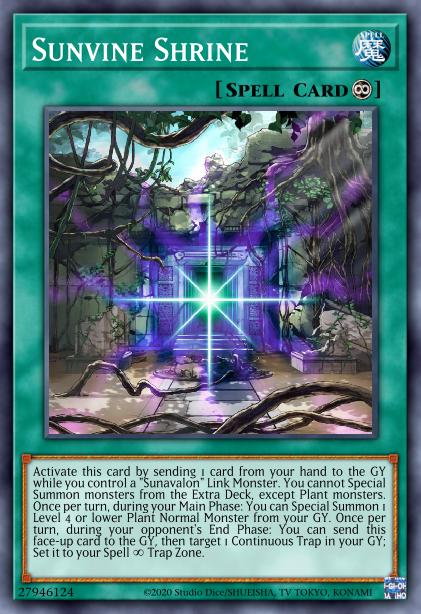 SUNVINE SHRINE
SPELL
魔
[SPELL CARD∞]
Activate this card by sending 1 card from your hand to the GY
while you control a "Sunavalon" Link Monster. You cannot Special
Summon monsters from the Extra Deck, except Plant monsters.
Once per turn, during your Main Phase: You can Special Summon 1
Level 4 or lower Plant Normal Monster from your GY. Once per
turn, during your opponent's End Phase: You can send this
face-up card to the GY, then target 1 Continuous Trap in your GY;
Set it to your Spell ∞ Trap Zone.
27946124
©2020 Studio Dice/SHUEISHA, TV TOKYO, KONAMI